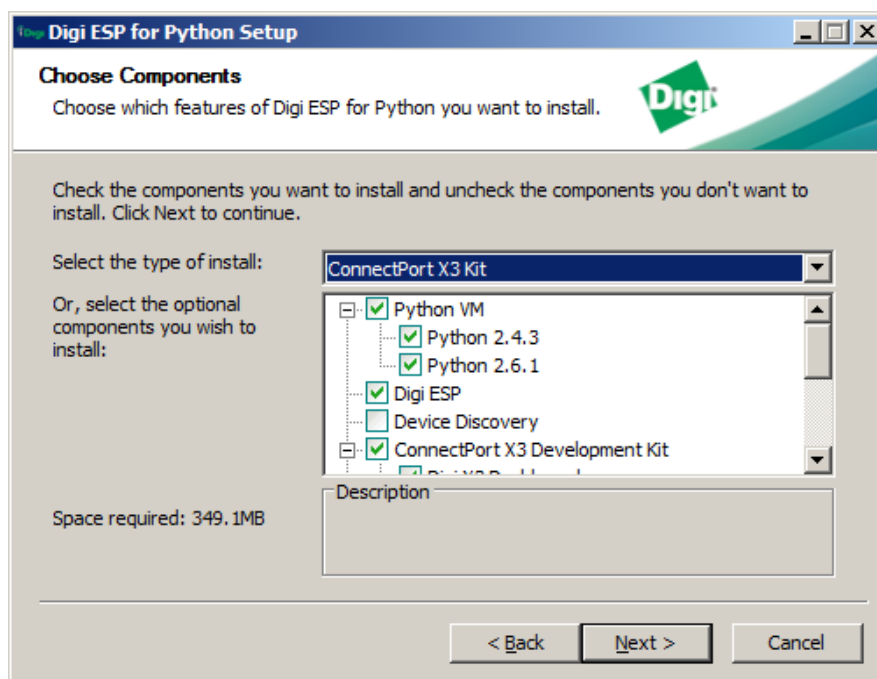 Digi Digi ESP for Python Setup
Choose Components
Choose which features of Digi ESP for Python you want to install.
Digi
Check the components you want to install and uncheck the components you don't want to
install. Click Next to continue.
Select the type of install:
ConnectPort X3 Kit
Or, select the optional
components you wish to
install:
Python VM
Python 2.4.3
Python 2.6.1
Digi ESP
Device Discovery
ConnectPort X3 Development Kit
Space required: 349.1MB
Description
< Back
Next >
Cancel